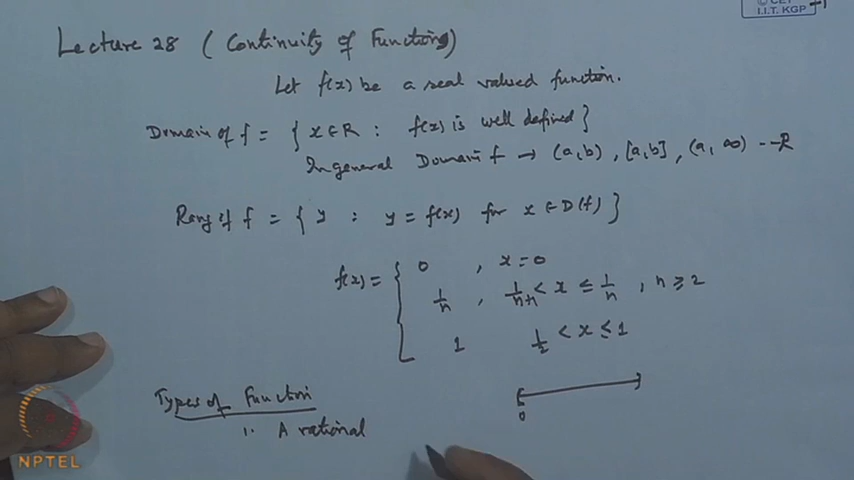 © CET
I.I.T. KGP
Lecture 28 ( Continuity of Functions)
Let f(x) be a real valued function.
Domain of f = { x ∈ R : f(x) is well defined }
In general Domain f → (a,b) , [a,b] , (a, ∞) -- R
Range of f = { y : y = f(x) for x ∈ D(f) }
f(x) = { 0 , x = 0
1/n , 1/n+1 < x ≤ 1/n , n ≥ 2
1 1/2 < x ≤ 1
Types of Function
0
1. A rational
NPTEL